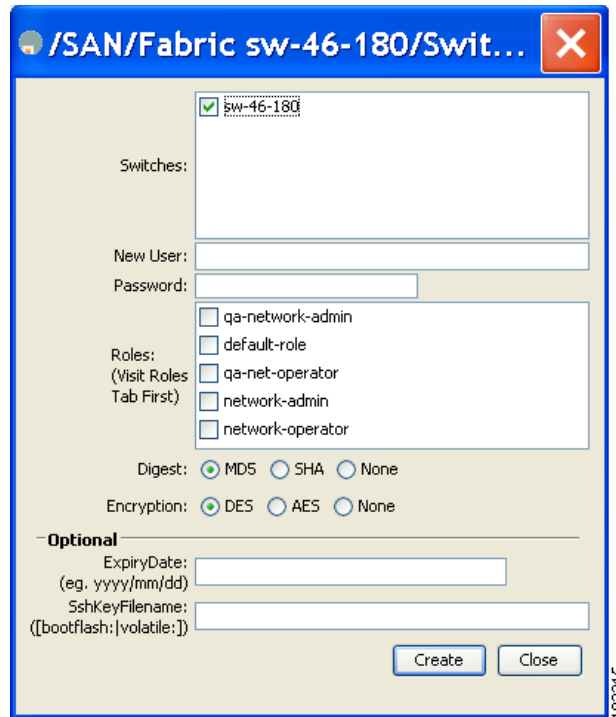 /SAN/Fabric sw-46-180/Swit...
Switches:
sw-46-180
New User:
Password:
Roles:
(Visit Roles
Tab First)
qa-network-admin
default-role
qa-net-operator
network-admin
network-operator
Digest: MD5 SHA None
Encryption: DES AES None
Optional
ExpiryDate:
(eg. yyyy/mm/dd)
SshKeyFilename:
([bootflash:|volatile:])
Create Close